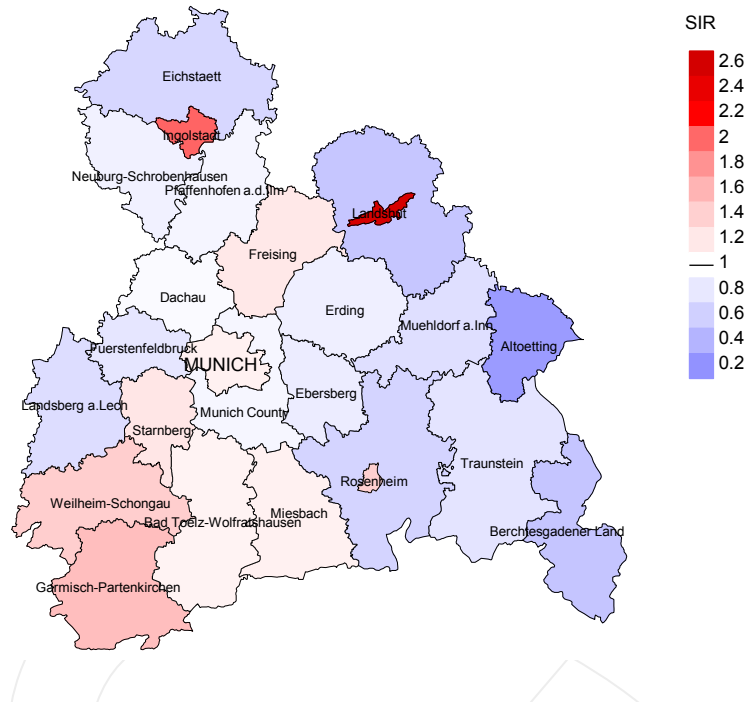 SIR
2.6
2.4
2.2
2
1.8
1.6
1.4
1.2
1
0.8
0.6
0.4
0.2
Eichstaett
Ingolstadt
Neuburg-Schrobenhausen
Pfaffenhofen a.d.Ilm
Landshut
Freising
Dachau
Erding
Muehldorf a.Inn
Altoetting
Fuerstenfeldbruck
MUNICH
Ebersberg
Landsberg a.Lech
Munich County
Starnberg
Traunstein
Rosenheim
Weilheim-Schongau
Miesbach
Bad Toelz-Wolfratshausen
Berchtesgadener Land
Garmisch-Partenkirchen